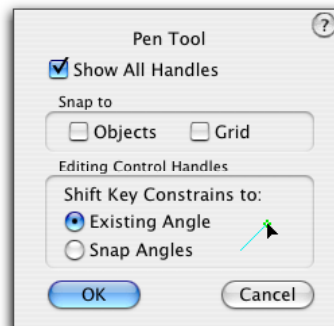 ?
Pen Tool
Show All Handles
Snap to
Objects Grid
Editing Control Handles
Shift Key Constrains to:
Existing Angle
Snap Angles
OK Cancel